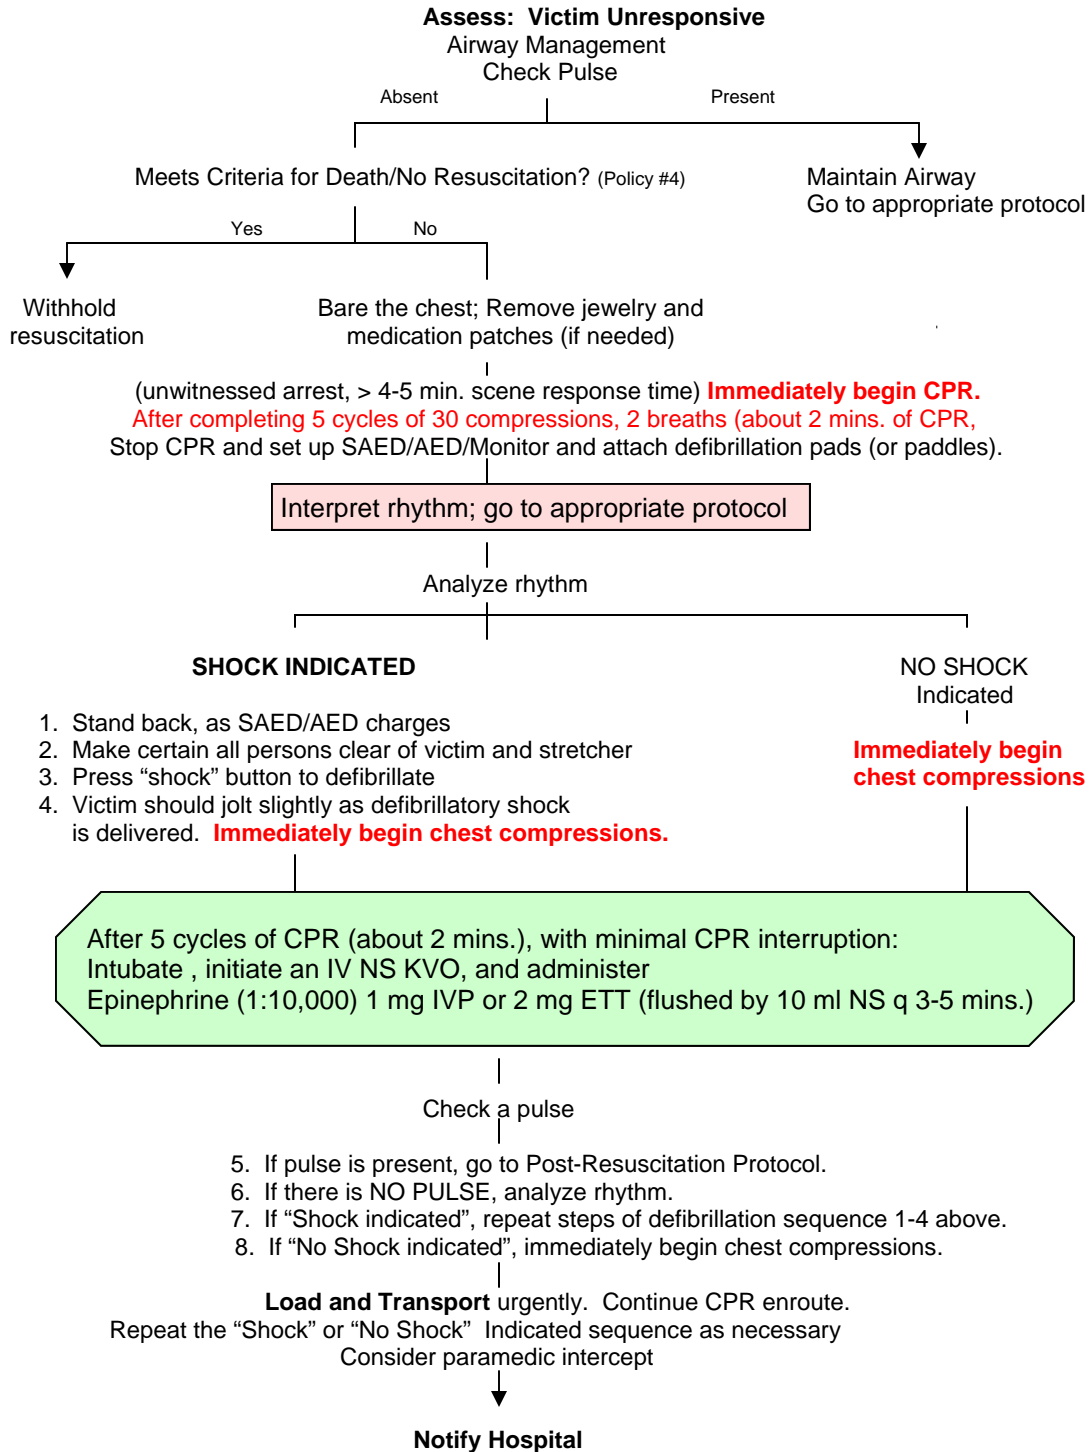 Assess:  Victim Unresponsive
Airway Management
Check Pulse
Absent
Present
Meets Criteria for Death/No Resuscitation? (Policy #4)
Maintain Airway
Go to appropriate protocol
Yes
No
Withhold
resuscitation
Bare the chest; Remove jewelry and
medication patches (if needed)
(unwitnessed arrest, > 4-5 min. scene response time) Immediately begin CPR.
After completing 5 cycles of 30 compressions, 2 breaths (about 2 mins. of CPR,
Stop CPR and set up SAED/AED/Monitor and attach defibrillation pads (or paddles).
Interpret rhythm; go to appropriate protocol
Analyze rhythm
SHOCK INDICATED
1.  Stand back, as SAED/AED charges
2.  Make certain all persons clear of victim and stretcher
3.  Press “shock” button to defibrillate
4.  Victim should jolt slightly as defibrillatory shock
is delivered.  Immediately begin chest compressions.
NO SHOCK
Indicated
Immediately begin
chest compressions
After 5 cycles of CPR (about 2 mins.), with minimal CPR interruption:
Intubate , initiate an IV NS KVO, and administer
Epinephrine (1:10,000) 1 mg IVP or 2 mg ETT (flushed by 10 ml NS q 3-5 mins.)
Check a pulse
5.  If pulse is present, go to Post-Resuscitation Protocol.
6.  If there is NO PULSE, analyze rhythm.
7.  If “Shock indicated”, repeat steps of defibrillation sequence 1-4 above.
8.  If “No Shock indicated”, immediately begin chest compressions.
Load and Transport urgently.  Continue CPR enroute.
Repeat the “Shock” or “No Shock”  Indicated sequence as necessary
Consider paramedic intercept
Notify Hospital